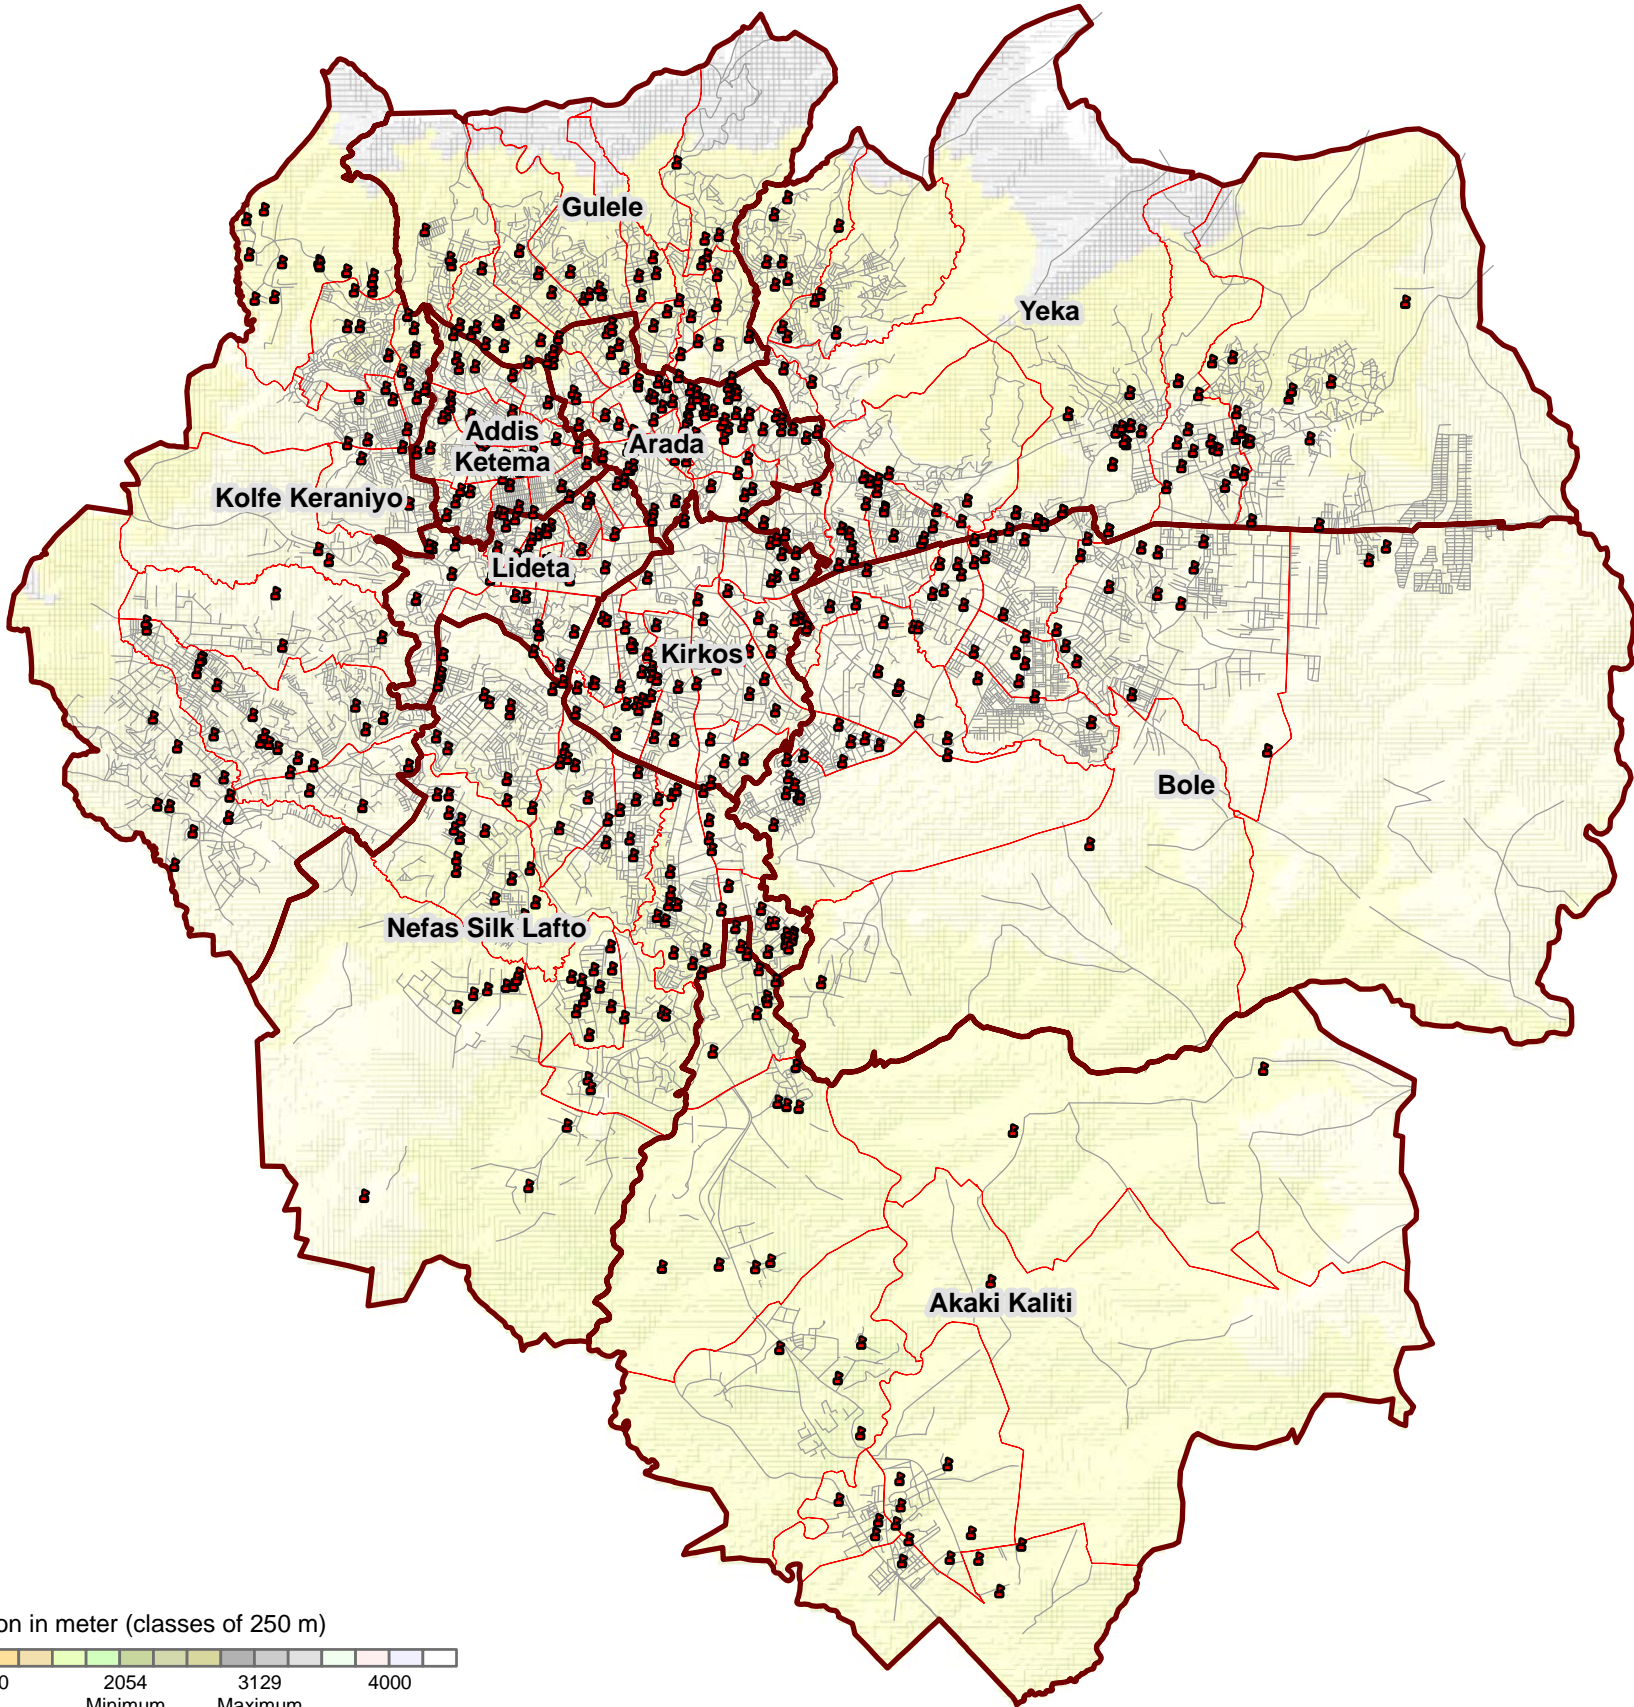 Gulele
Yeka
Addis
Ketema
Arada
Kolfe Keraniyo
Lideta
Kirkos
Bole
Nefas Silk Lafto
Akaki Kaliti
on in meter (classes of 250 m)
0 2054 3129 4000
Minimum Maximum